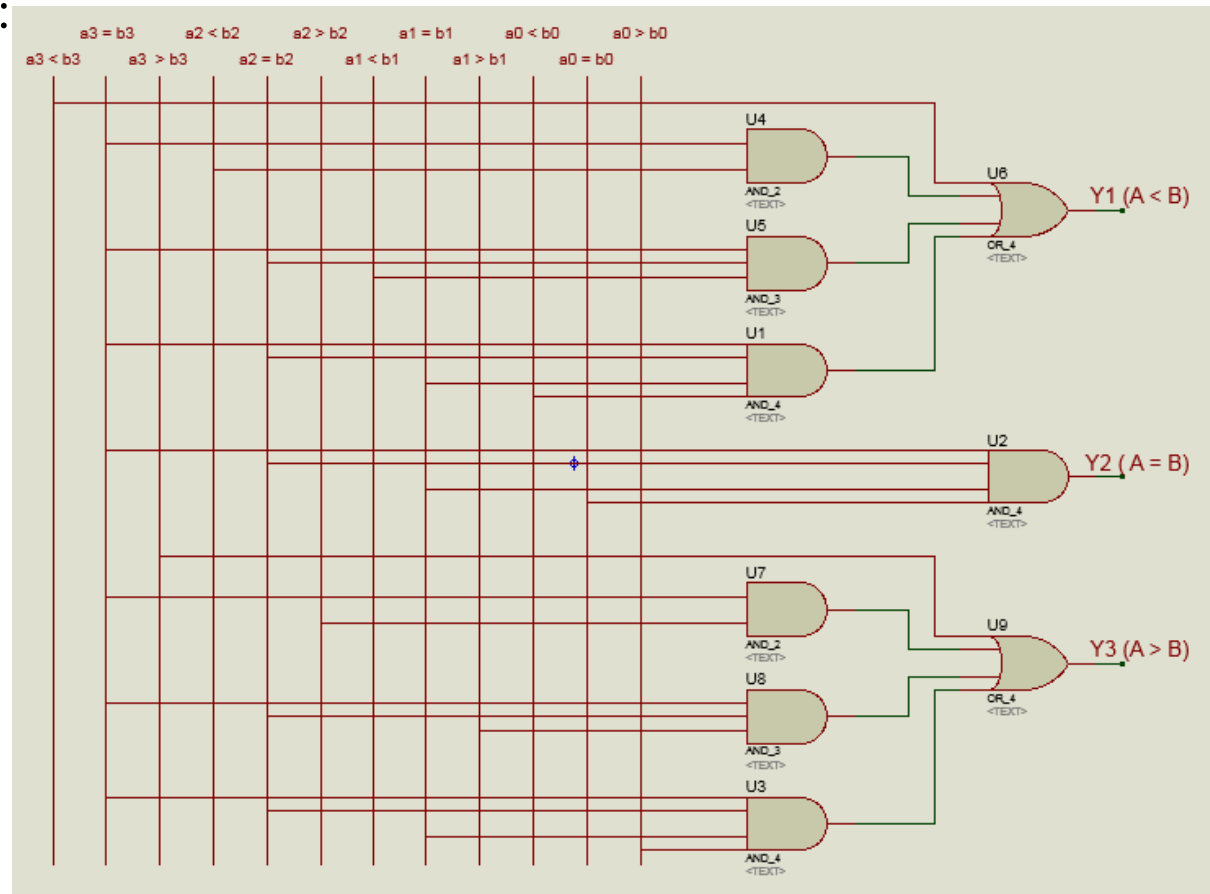 a3 = b3 a2 < b2 a2 > b2 a1 = b1 a0 < b0 a0 > b0
a3 < b3 a3 > b3 a2 = b2 a1 < b1 a1 > b1 a0 = b0
U4
AND_2
<TEXT>
U6
Y1 (A < B)
OR_4
<TEXT>
U5
AND_3
<TEXT>
U1
AND_4
<TEXT>
U2
Y2 ( A = B)
AND_4
<TEXT>
U7
AND_2
<TEXT>
U9
Y3 (A > B)
OR_4
<TEXT>
U8
AND_3
<TEXT>
U3
AND_4
<TEXT>